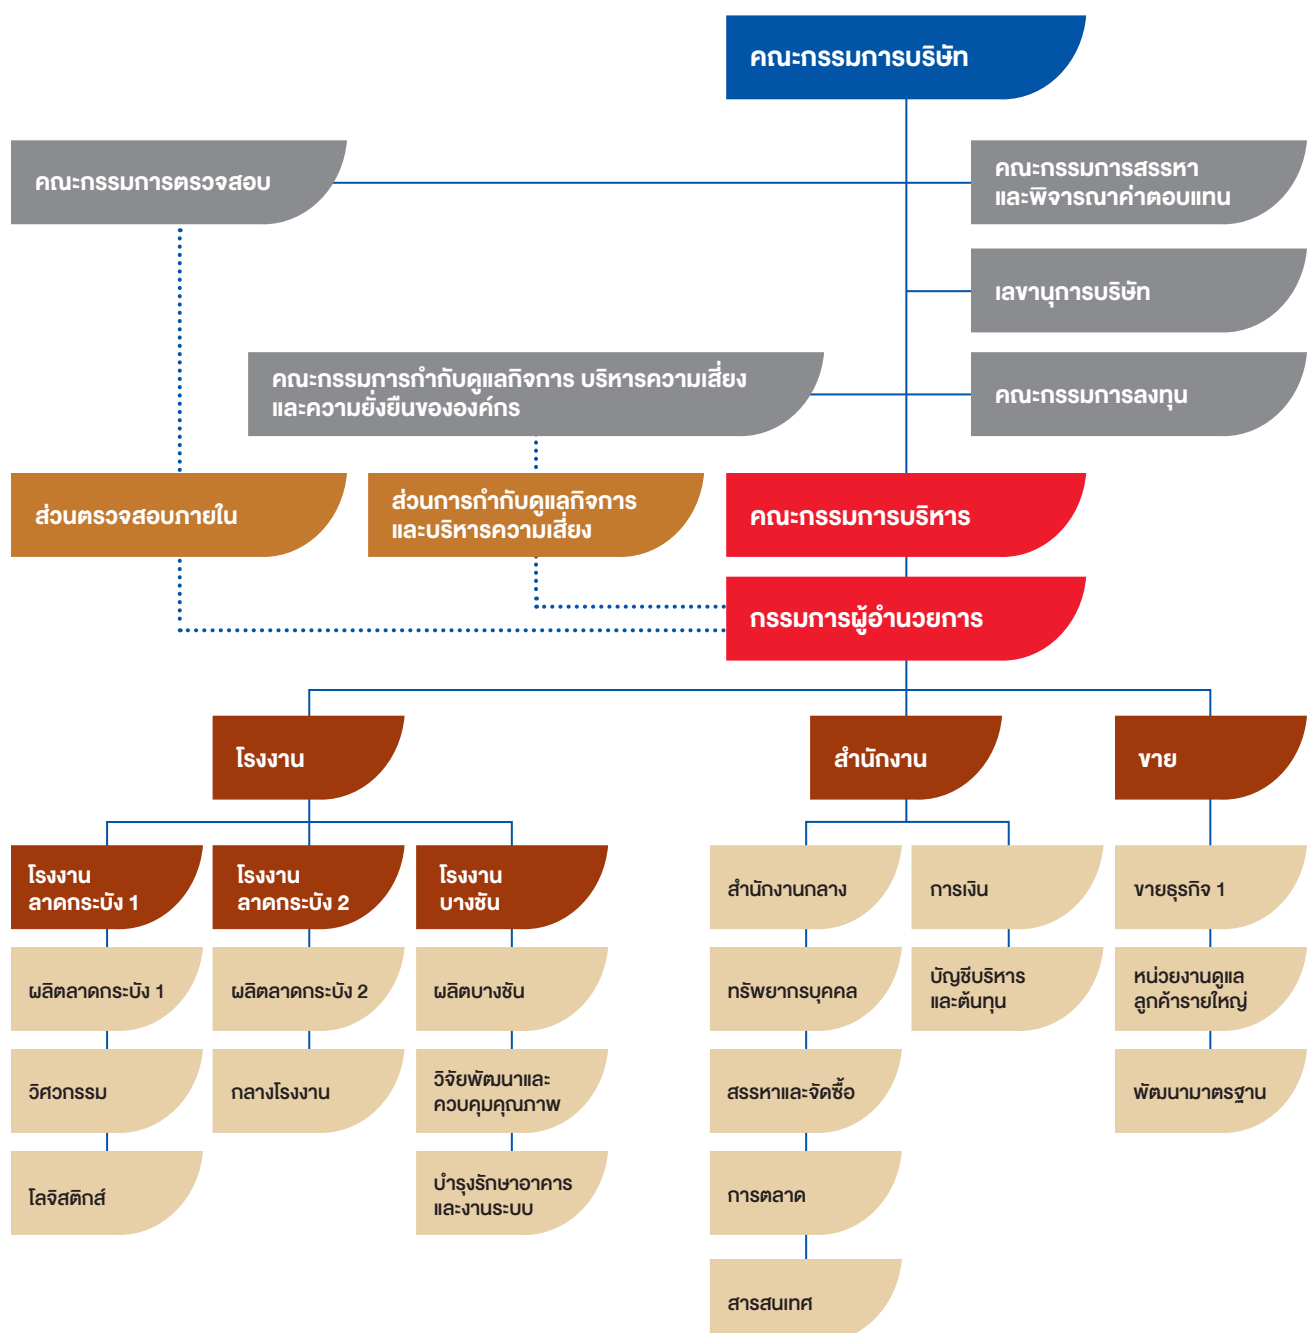 คณะกรรมการบริษัท
คณะกรรมการตรวจสอบ
คณะกรรมการสรรหา
และพิจารณาค่าตอบแทน
เลขานุการบริษัท
คณะกรรมการกำกับดูแลกิจการ บริหารความเสี่ยง
และความยั่งยืนขององค์กร
คณะกรรมการลงทุน
ส่วนตรวจสอบภายใน
ส่วนการกำกับดูแลกิจการ
และบริหารความเสี่ยง
คณะกรรมการบริหาร
กรรมการผู้อำนวยการ
โรงงาน
สำนักงาน
ขาย
โรงงาน
ลาดกระบัง 1
โรงงาน
ลาดกระบัง 2
โรงงาน
บางชัน
สำนักงานกลาง
การเงิน
ขายธุรกิจ 1
ผลิตลาดกระบัง 1
ผลิตลาดกระบัง 2
ผลิตบางชัน
ทรัพยากรบุคคล
บัญชีบริหาร
และต้นทุน
หน่วยงานดูแล
ลูกค้ารายใหญ่
วิศวกรรม
กลางโรงงาน
วิจัยพัฒนาและ
ควบคุมคุณภาพ
สรรหาและจัดซื้อ
พัฒนามาตรฐาน
โลจิสติกส์
บำรุงรักษาอาคาร
และงานระบบ
การตลาด
สารสนเทศ